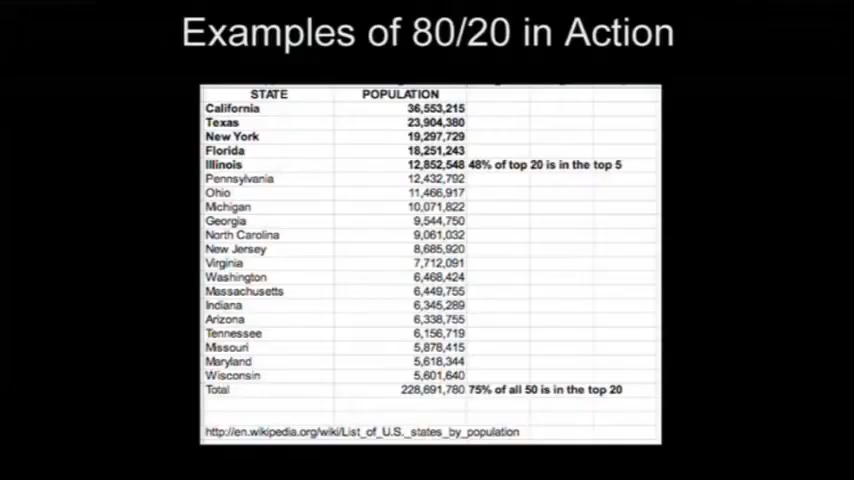 Examples of 80/20 in Action
STATE POPULATION
California 36,553,215
Texas 23,904,380
New York 19,297,729
Florida 18,251,243
Illinois 12,852,548 48% of top 20 is in the top 5
Pennsylvania 12,432,792
Ohio 11,466,917
Michigan 10,071,822
Georgia 9,544,750
North Carolina 9,061,032
New Jersey 8,685,920
Virginia 7,712,091
Washington 6,468,424
Massachusetts 6,449,755
Indiana 6,345,289
Arizona 6,338,755
Tennessee 6,156,719
Missouri 5,878,415
Maryland 5,618,344
Wisconsin 5,601,640
Total 228,691,780 75% of all 50 is in the top 20
http://en.wikipedia.org/wiki/List_of_U.S._states_by_population